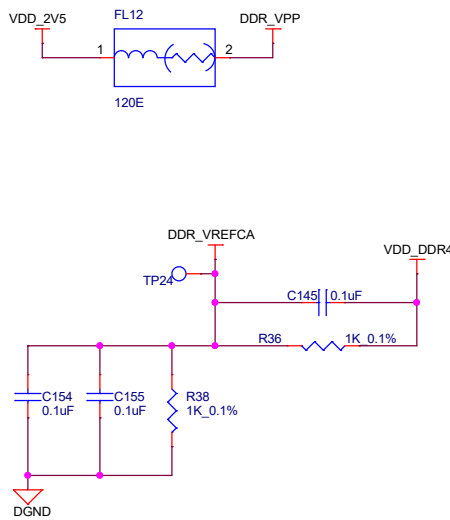 VDD_2V5
FL12
DDR_VPP
1
2
120E
DDR_VREFCA
VDD_DDR4
TP24
C145
0.1uF
R36
1K_0.1%
C154
0.1uF
C155
0.1uF
R38
1K_0.1%
DGND